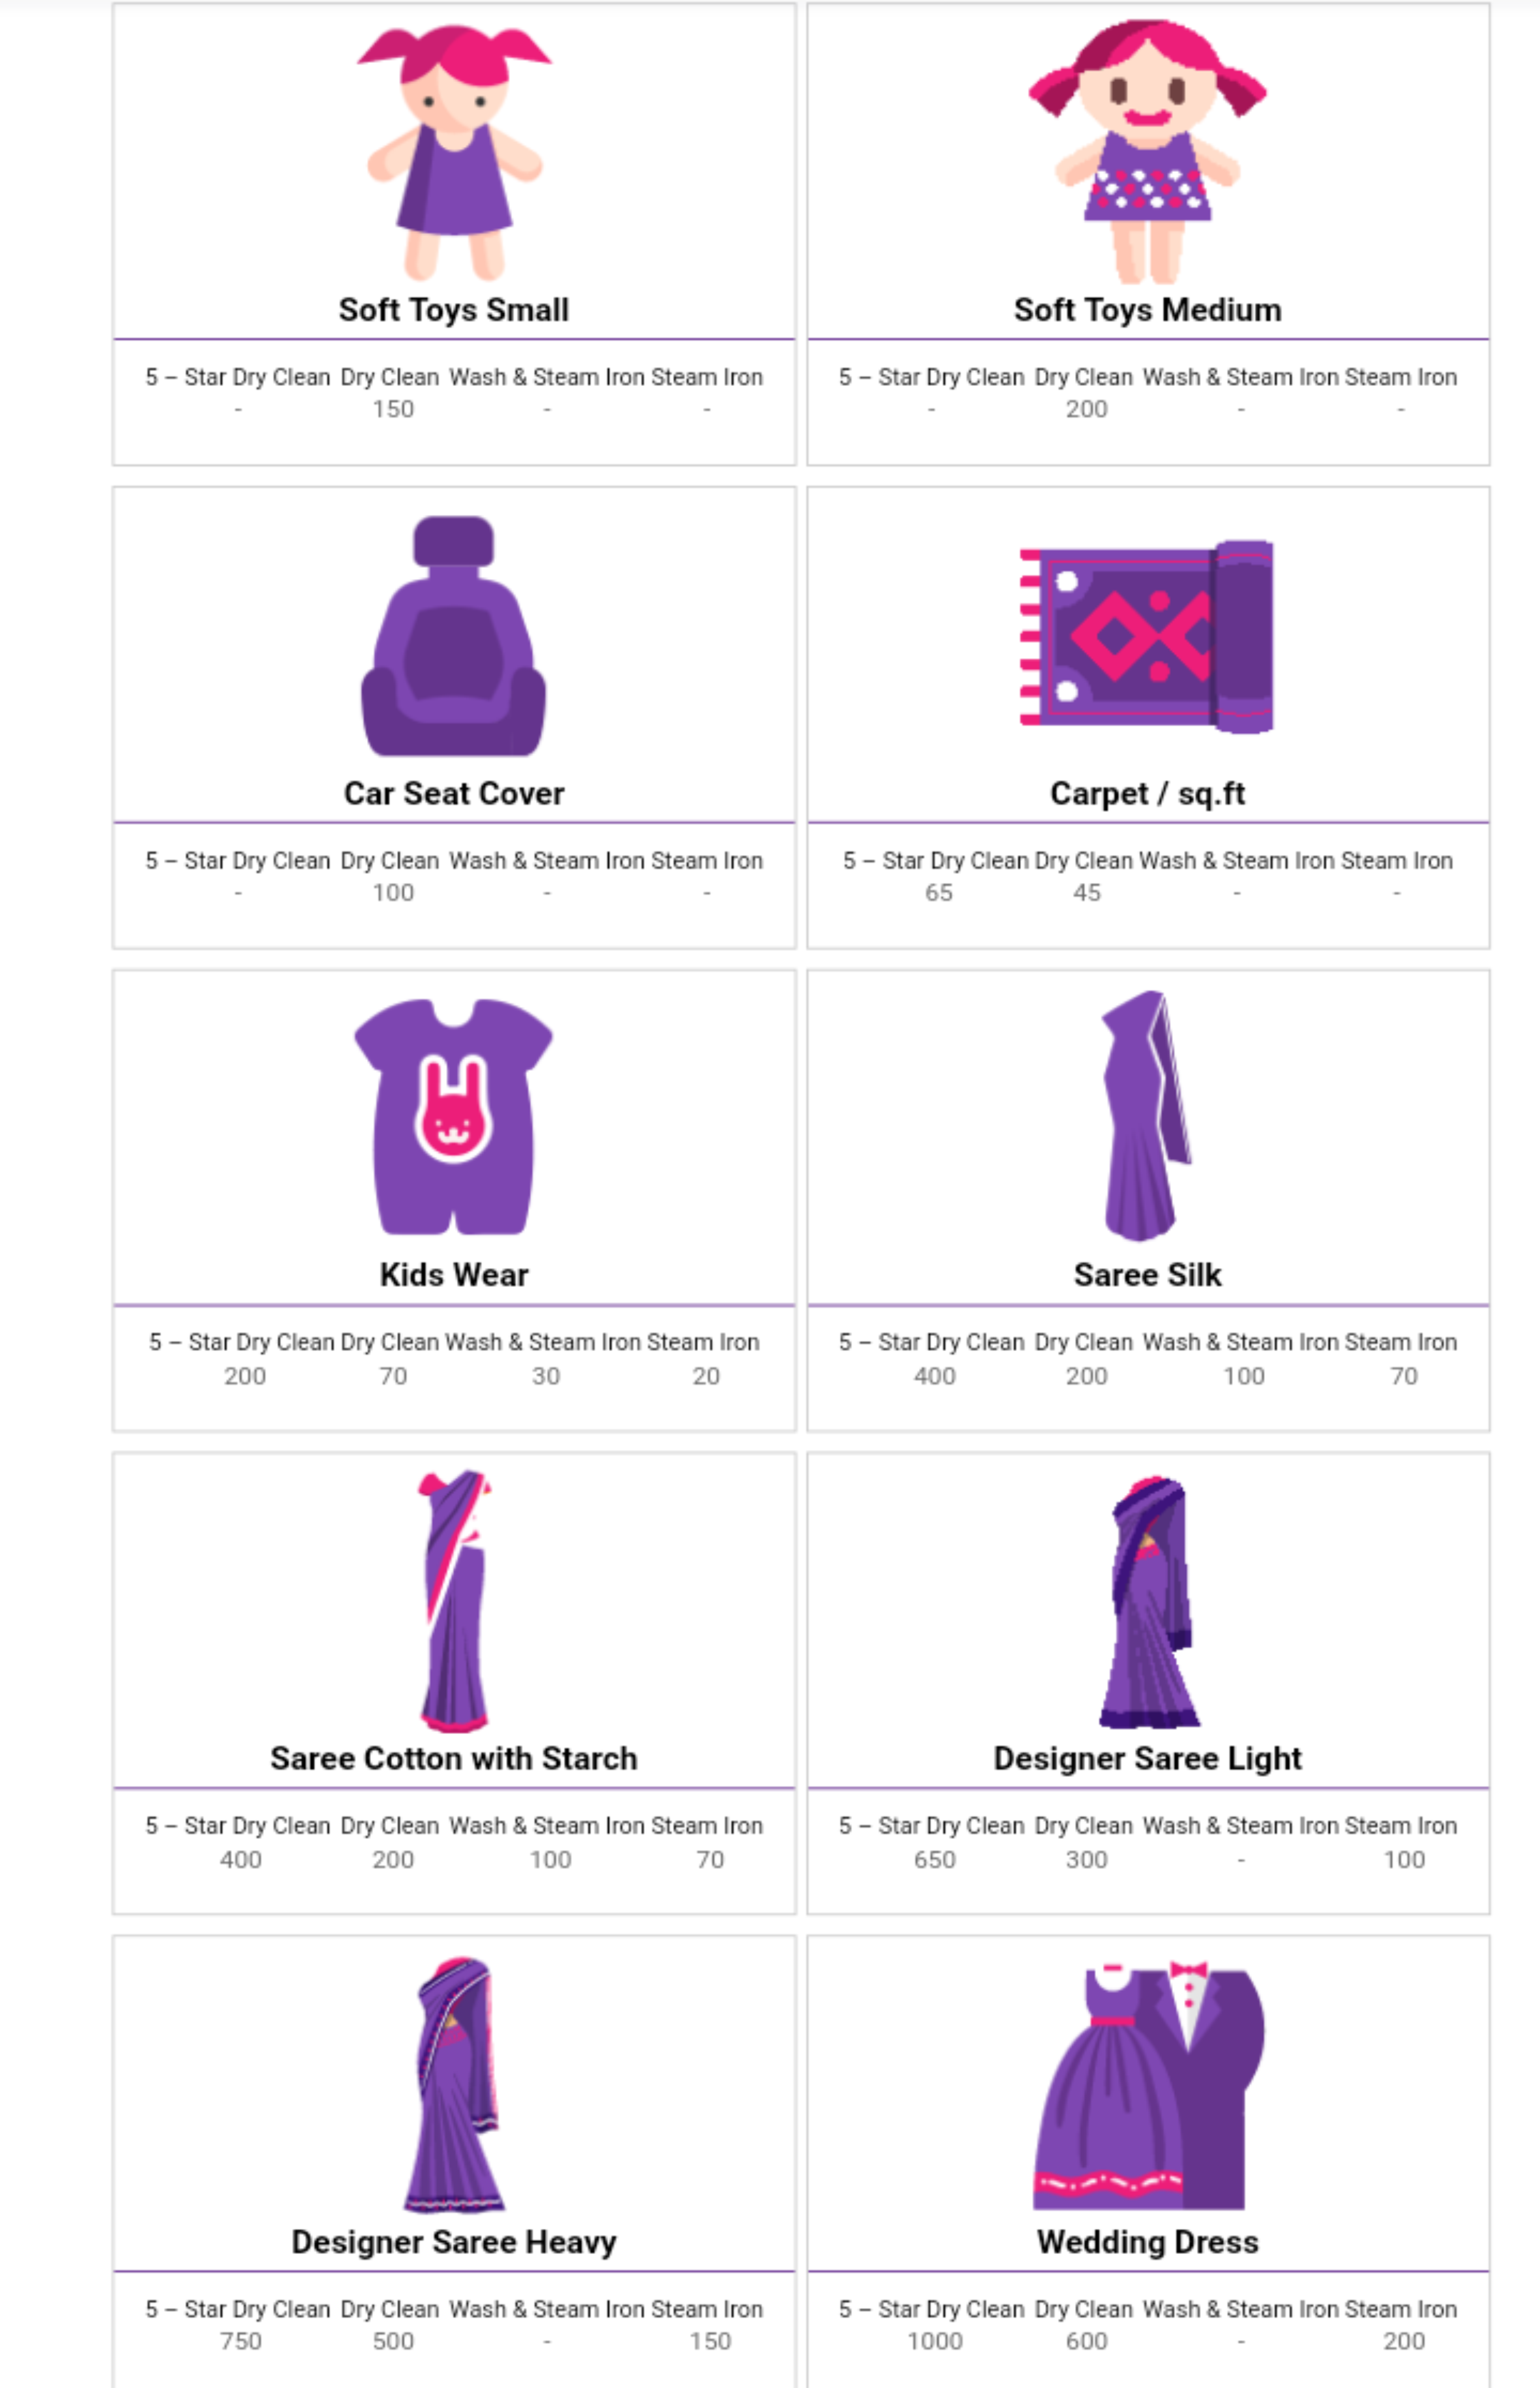 Soft Toys Small
5 – Star Dry Clean Dry Clean Wash & Steam Iron Steam Iron
- 150 - -
Soft Toys Medium
5 – Star Dry Clean Dry Clean Wash & Steam Iron Steam Iron
- 200 - -
Car Seat Cover
5 – Star Dry Clean Dry Clean Wash & Steam Iron Steam Iron
- 100 - -
Carpet / sq.ft
5 – Star Dry Clean Dry Clean Wash & Steam Iron Steam Iron
65 45 - -
Kids Wear
5 – Star Dry Clean Dry Clean Wash & Steam Iron Steam Iron
200 70 30 20
Saree Silk
5 – Star Dry Clean Dry Clean Wash & Steam Iron Steam Iron
400 200 100 70
Saree Cotton with Starch
5 – Star Dry Clean Dry Clean Wash & Steam Iron Steam Iron
400 200 100 70
Designer Saree Light
5 – Star Dry Clean Dry Clean Wash & Steam Iron Steam Iron
650 300 - 100
Designer Saree Heavy
5 – Star Dry Clean Dry Clean Wash & Steam Iron Steam Iron
750 500 - 150
Wedding Dress
5 – Star Dry Clean Dry Clean Wash & Steam Iron Steam Iron
1000 600 - 200